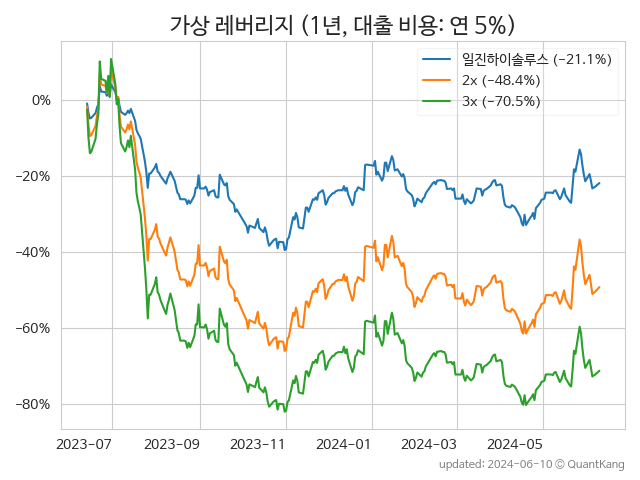 가상 레버리지 (1년, 대출 비용: 연 5%)
일진하이솔루스 (−21.1%)
2x (−48.4%)
3x (−70.5%)
0%
−20%
−40%
−60%
−80%
2023-07 2023-09 2023-11 2024-01 2024-03 2024-05
updated: 2024-06-10 © QuantKang